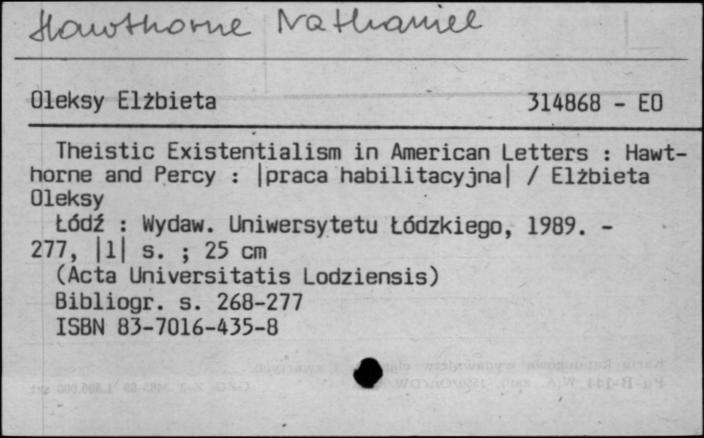 Hawthorne Nathaniel
Oleksy Elżbieta 314868 - EO
Theistic Existentialism in American Letters : Hawt-
horne and Percy : |praca habilitacyjna| / Elżbieta
Oleksy
Łódź : Wydaw. Uniwersytetu Łódzkiego, 1989. -
277, |1| s. ; 25 cm
(Acta Universitatis Lodziensis)
Bibliogr. s. 268-277
ISBN 83-7016-435-8